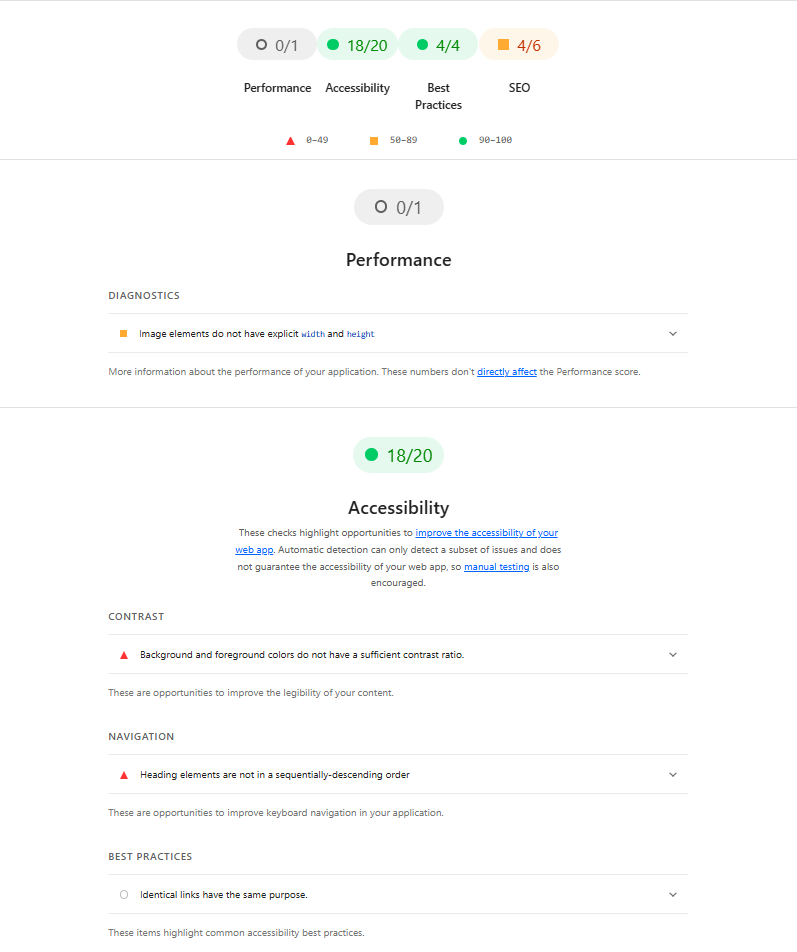 0/1 18/20 4/4 4/6
Performance Accessibility Best Practices SEO
0–49 50–89 90–100
0/1
Performance
DIAGNOSTICS
Image elements do not have explicit width and height
More information about the performance of your application. These numbers don't directly affect the Performance score.
18/20
Accessibility
These checks highlight opportunities to improve the accessibility of your
web app. Automatic detection can only detect a subset of issues and does
not guarantee the accessibility of your web app, so manual testing is also
encouraged.
CONTRAST
Background and foreground colors do not have a sufficient contrast ratio.
These are opportunities to improve the legibility of your content.
NAVIGATION
Heading elements are not in a sequentially-descending order
These are opportunities to improve keyboard navigation in your application.
BEST PRACTICES
Identical links have the same purpose.
These items highlight common accessibility best practices.